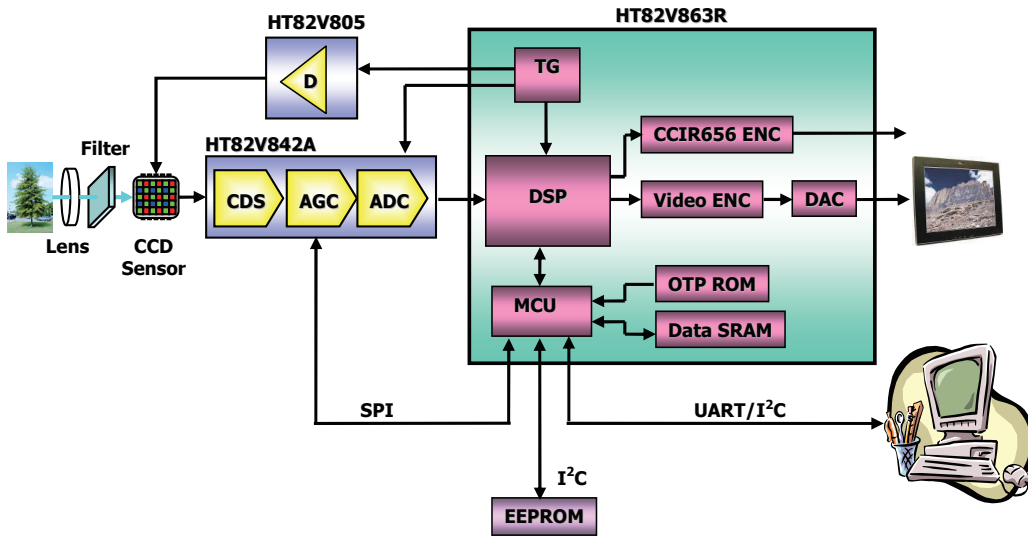 HT82V805
HT82V863R
D
TG
CCIR656 ENC
HT82V842A
Filter
CDS
AGC
ADC
DSP
Video ENC
DAC
Lens
CCD
Sensor
MCU
OTP ROM
Data SRAM
SPI
UART/I²C
I²C
EEPROM